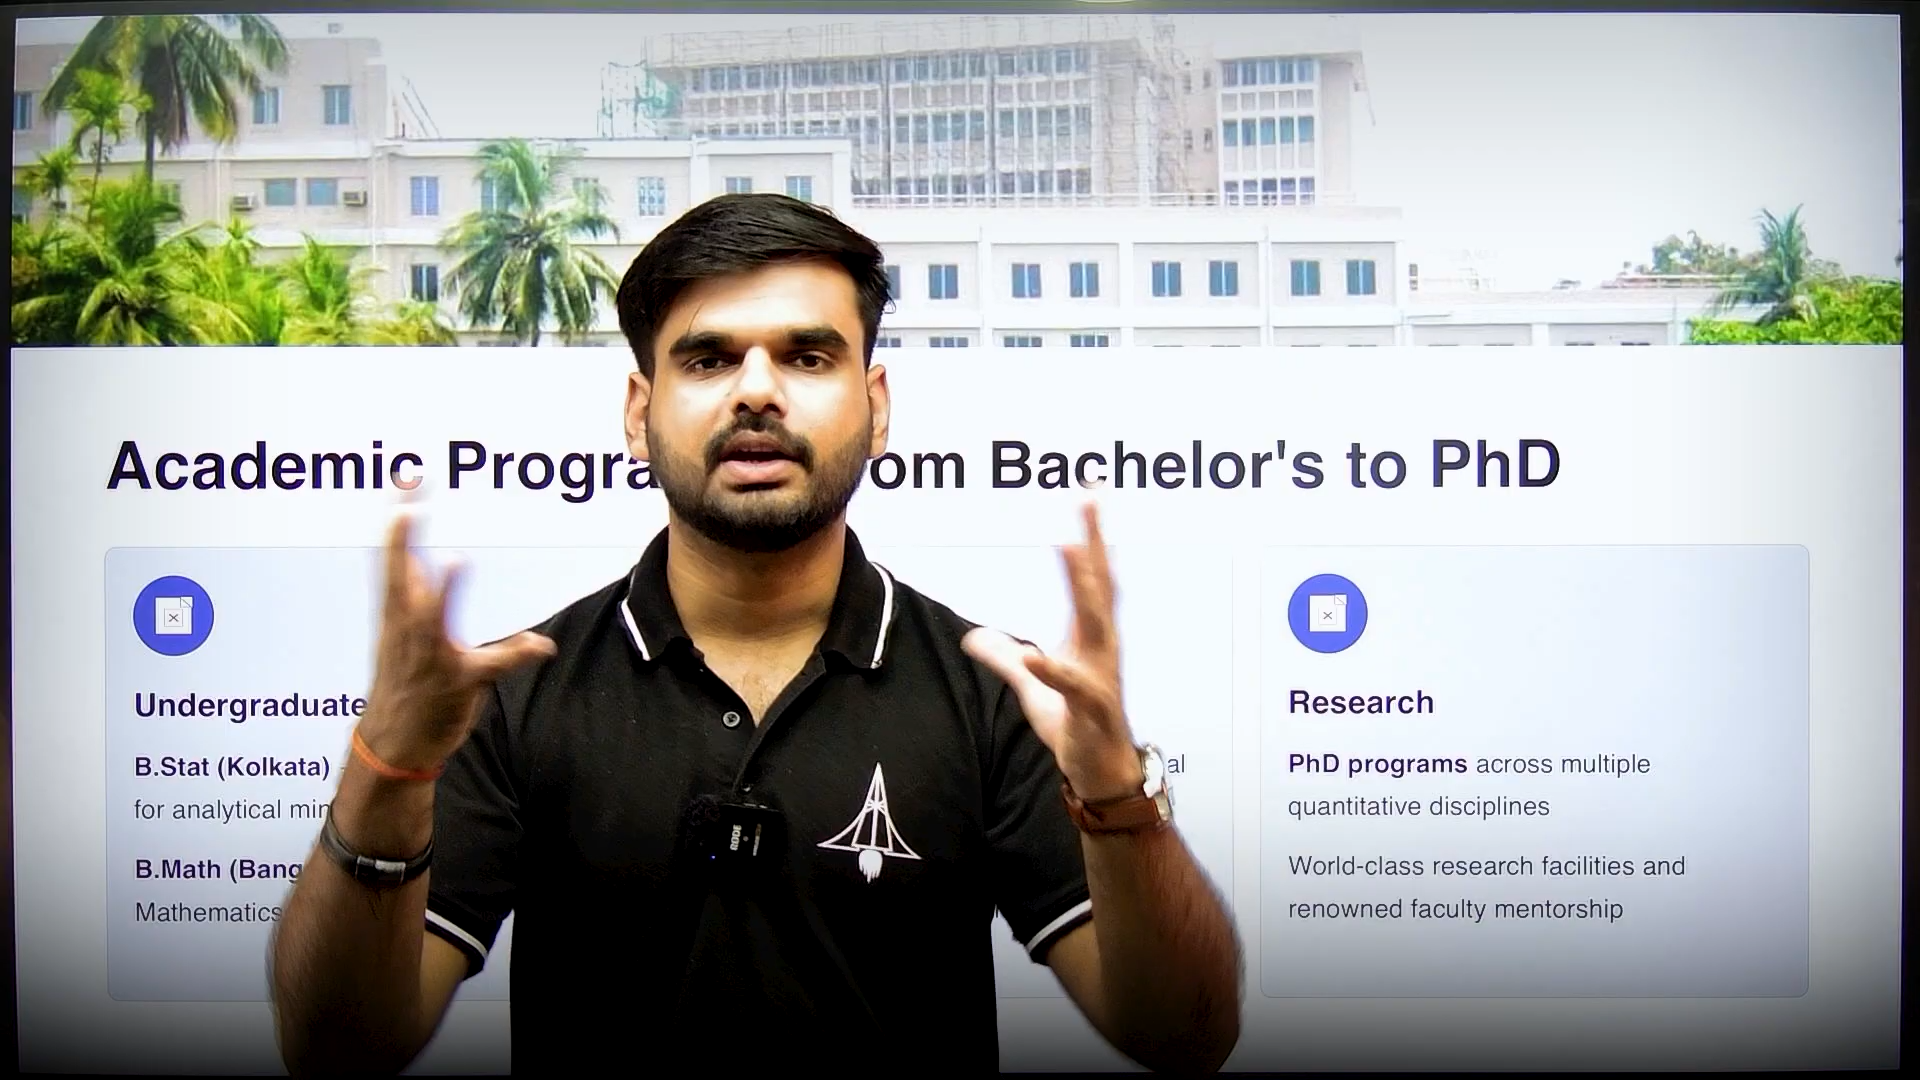 Academic Progra om Bachelor's to PhD
Undergraduate
B.Stat (Kolkata)
for analytical min
B.Math (Bang
Mathematics
al
Research
PhD programs across multiple
quantitative disciplines
World-class research facilities and
renowned faculty mentorship
RODE